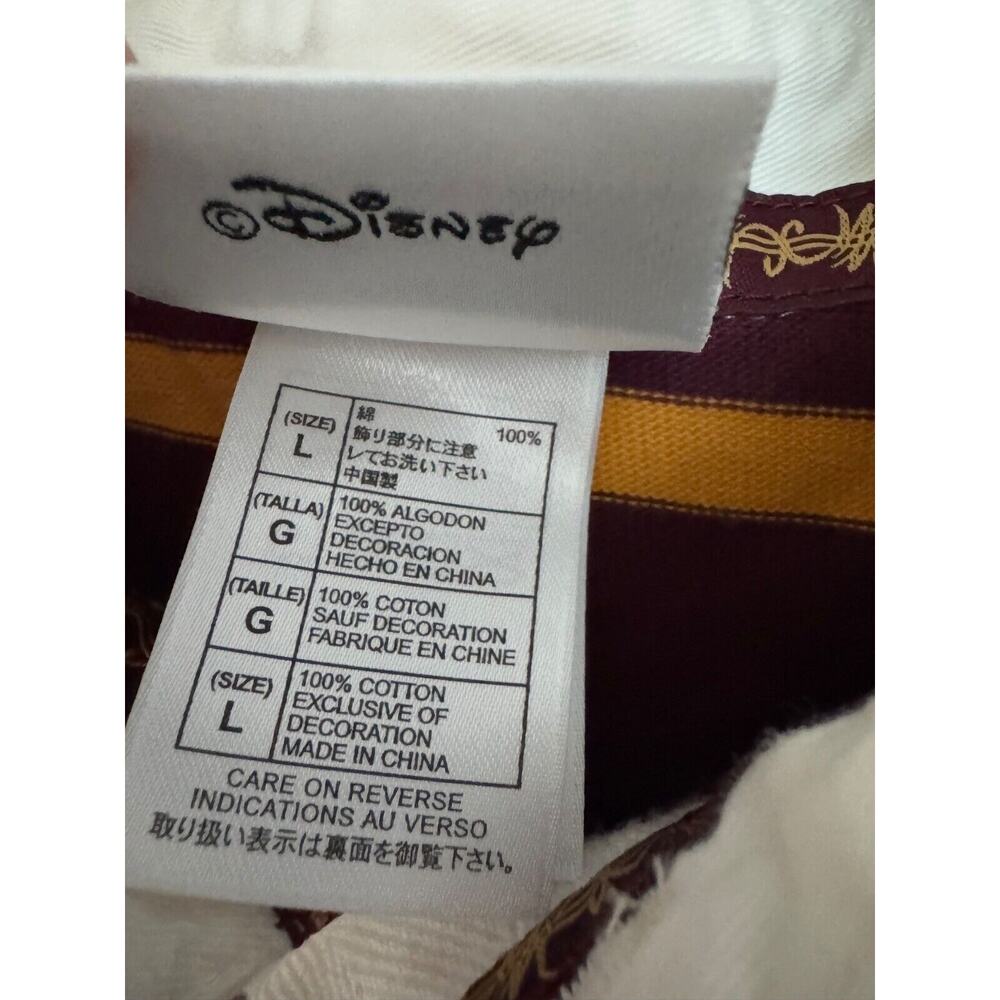 © Disney
(SIZE) L
綿 100%
飾り部分に注意
してお洗い下さい
中国製
(TALLA) G
100% ALGODON
EXCEPTO
DECORACION
HECHO EN CHINA
(TAILLE) G
100% COTON
SAUF DECORATION
FABRIQUE EN CHINE
(SIZE) L
100% COTTON
EXCLUSIVE OF
DECORATION
MADE IN CHINA
CARE ON REVERSE
INDICATIONS AU VERSO
取り扱い表示は裏面を御覧下さい。